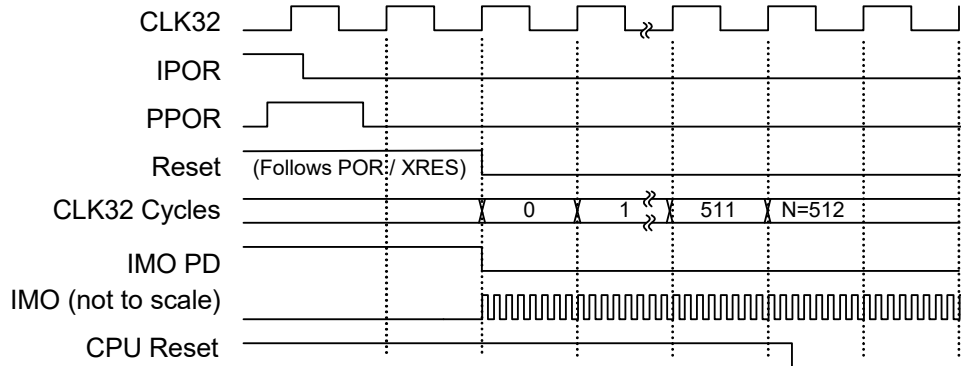 CLK32
IPOR
PPOR
Reset (Follows POR / XRES)
CLK32 Cycles 0 1 511 N=512
IMO PD
IMO (not to scale)
CPU Reset